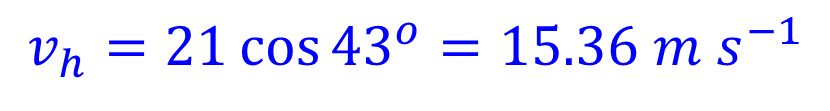 v_h = 21 cos 43^o = 15.36 m s^{-1}